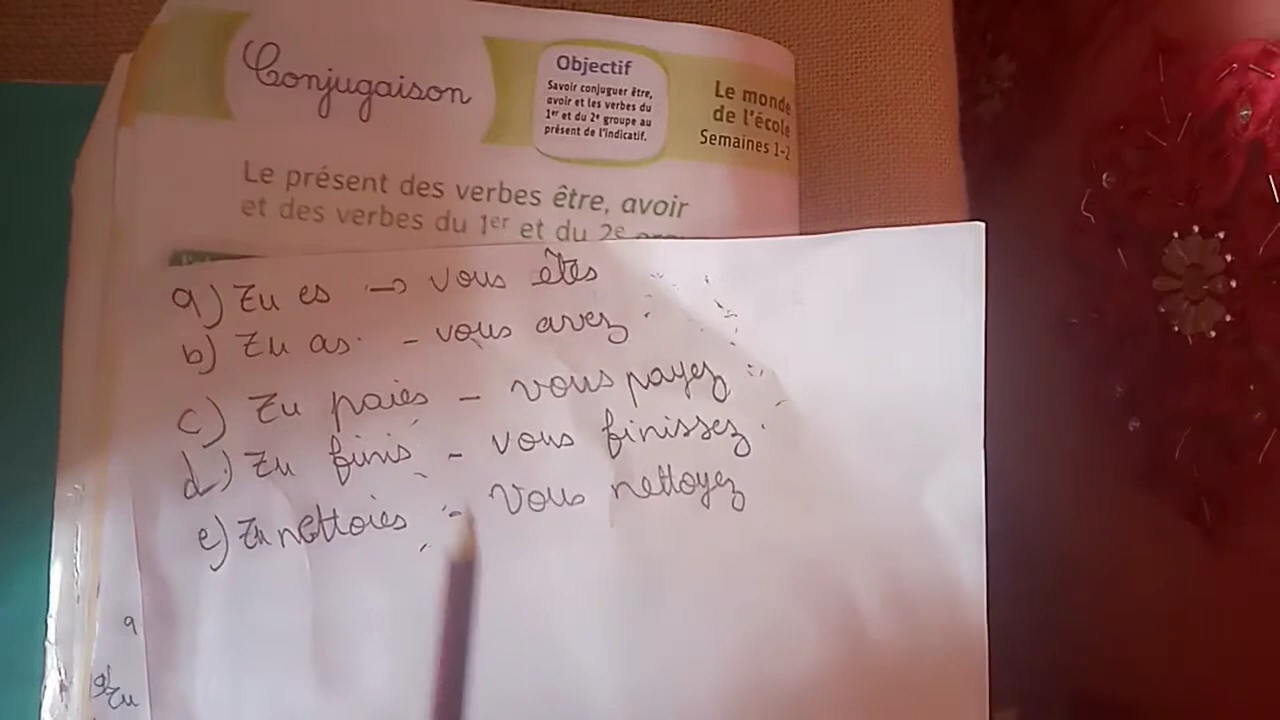 Conjugaison
Objectif
Savoir conjuguer être,
avoir et les verbes du
1er et du 2e groupe au
présent de l'indicatif.
Le monde
de l'école
Semaines 1-2
Le présent des verbes être, avoir
et des verbes du 1er et du 2e
a) Tu es → vous êtes
b) Tu as. - vous avez
c) Tu paies - vous payez
d) Tu finis - vous finissez.
e) Tu nettoies - Vous nettoyez
9
g) Tu